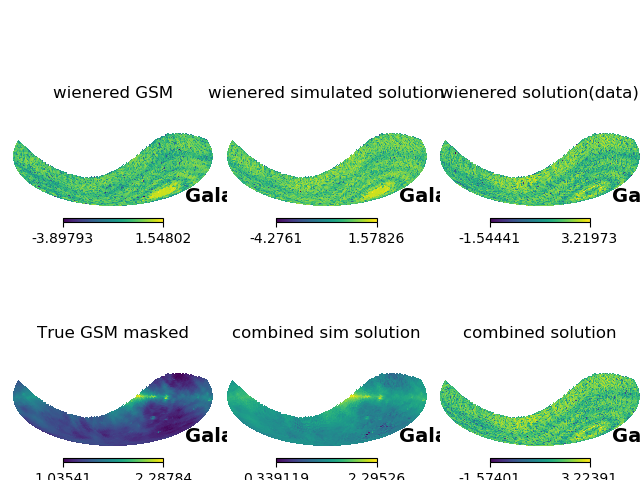 wienered GSM wienered simulated solution wienered solution(data)
Gala Gala Ga
-3.89793 1.54802 -4.2761 1.57826 -1.54441 3.21973
True GSM masked combined sim solution combined solution
Gala Gala Ga
1.03541 2.28784 0.339119 2.29526 -1.57401 3.22391